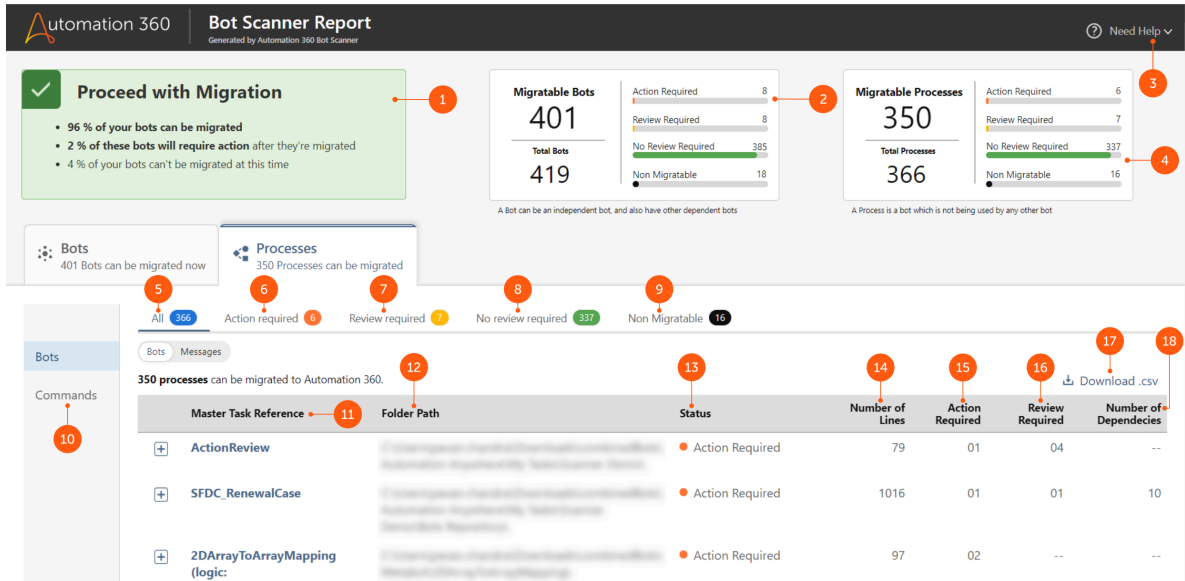 Automation 360
Bot Scanner Report
Generated by Automation 360 Bot Scanner
Need Help
3
Proceed with Migration
• 96 % of your bots can be migrated
• 2 % of these bots will require action after they're migrated
• 4 % of your bots can't be migrated at this time
1
Migratable Bots
401
Total Bots
419
Action Required 8
Review Required 8
No Review Required 385
Non Migratable 18
2
A Bot can be an independent bot, and also have other dependent bots
Migratable Processes
350
Total Processes
366
Action Required 6
Review Required 7
No Review Required 337
Non Migratable 16
4
A Process is a bot which is not being used by any other bot
Bots
401 Bots can be migrated now
Processes
350 Processes can be migrated
5 6 7 8 9
All 366 Action required 6 Review required 7 No review required 337 Non Migratable 16
Bots
Commands
10
Bots Messages
350 processes can be migrated to Automation 360.
12 13 14 15 16 17 18
Download .csv
Master Task Reference 11 Folder Path Status Number of Lines Action Required Review Required Number of Dependecies
ActionReview Action Required 79 01 04 --
SFDC_RenewalCase Action Required 1016 01 01 10
2DArrayToArrayMapping Action Required 97 02 -- --
(logic: